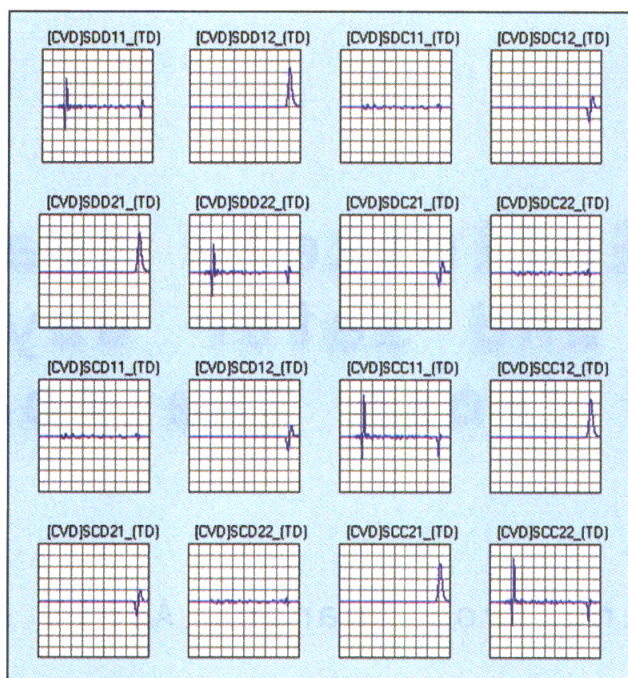 [CVD]SDD11_(TD) [CVD]SDD12_(TD) [CVD]SDC11_(TD) [CVD]SDC12_(TD)
[CVD]SDD21_(TD) [CVD]SDD22_(TD) [CVD]SDC21_(TD) [CVD]SDC22_(TD)
[CVD]SCD11_(TD) [CVD]SCD12_(TD) [CVD]SCC11_(TD) [CVD]SCC12_(TD)
[CVD]SCD21_(TD) [CVD]SCD22_(TD) [CVD]SCC21_(TD) [CVD]SCC22_(TD)